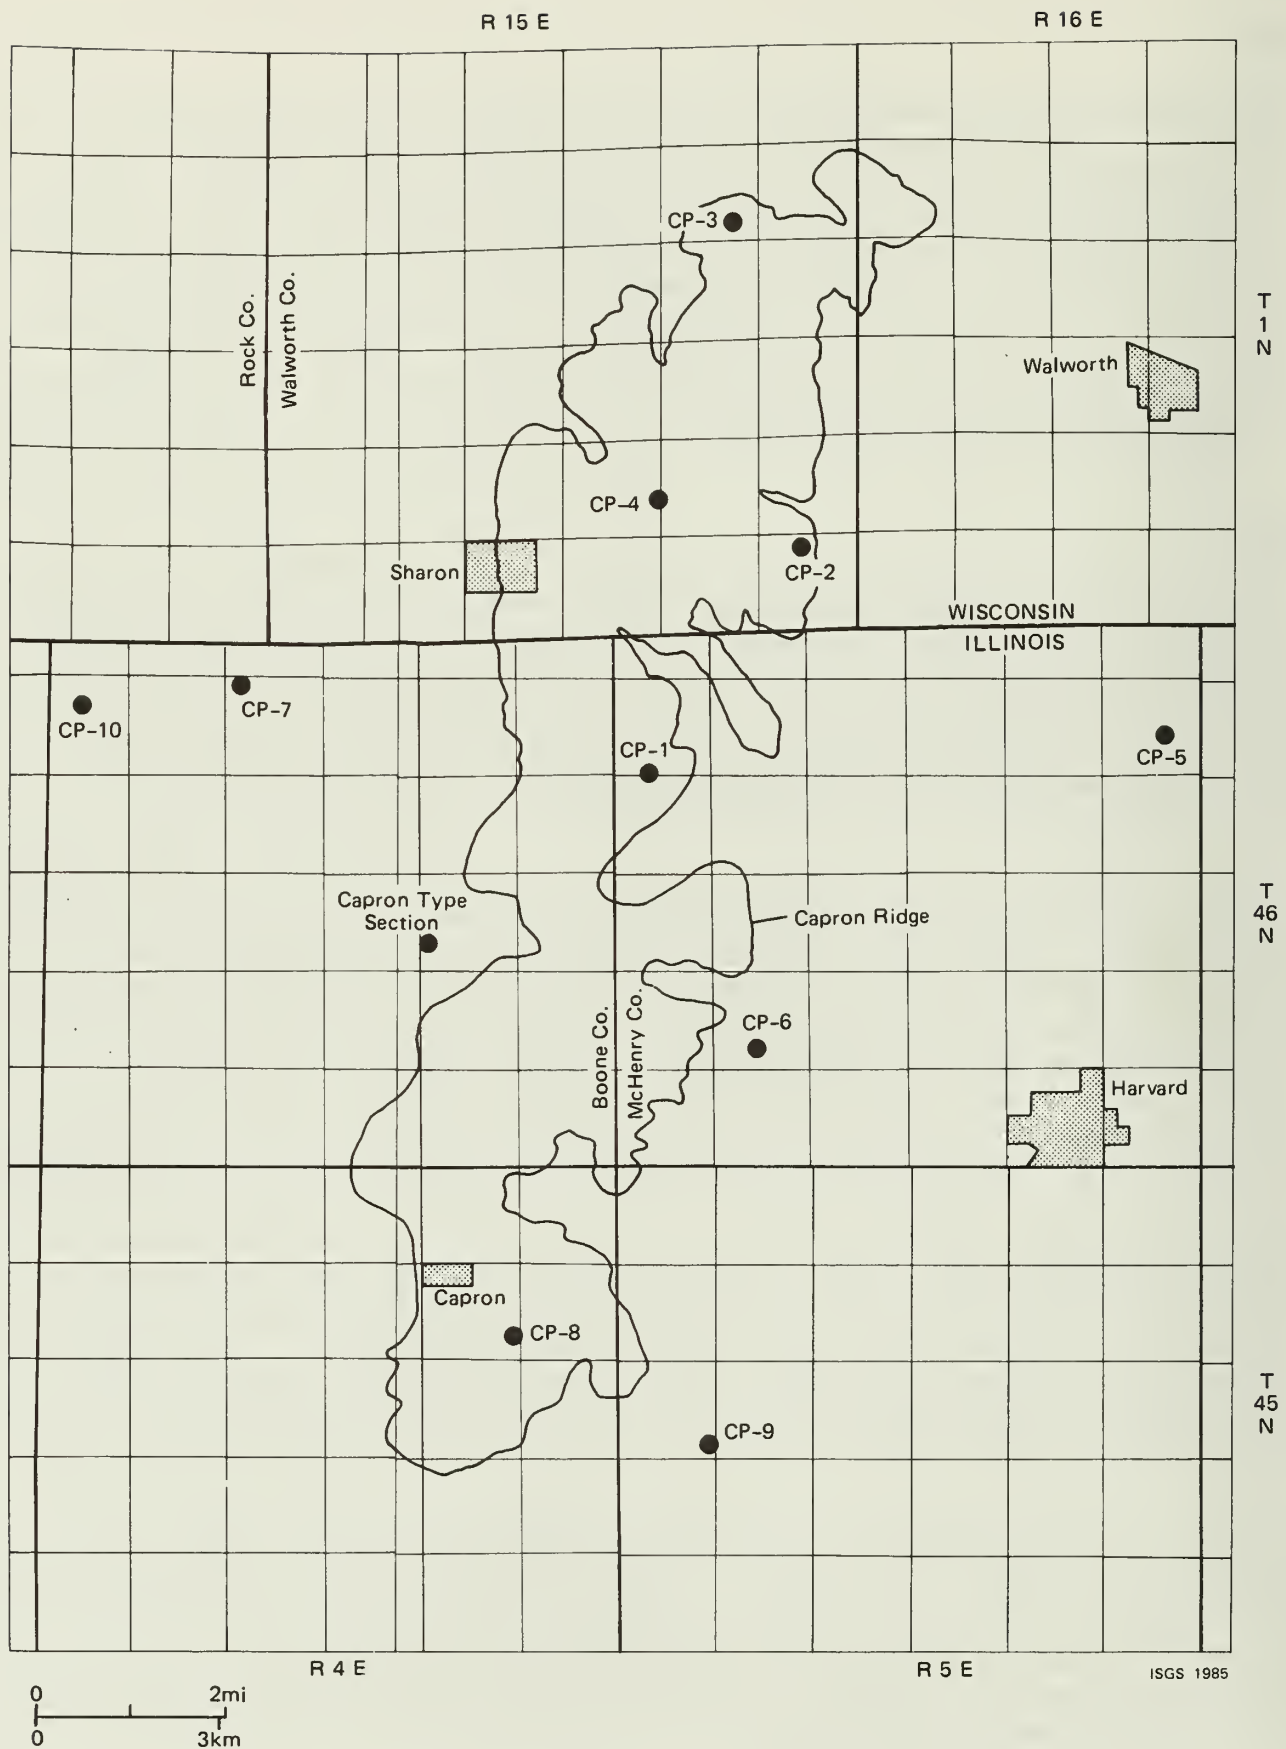 R 15 E
R 16 E
CP-3
Rock Co.
Walworth Co.
T
1
N
Walworth
CP-4
Sharon
CP-2
WISCONSIN
ILLINOIS
CP-10
CP-7
CP-1
CP-5
Capron Type
Section
Capron Ridge
T
46
N
Boone Co.
McHenry Co.
CP-6
Harvard
Capron
CP-8
T
45
N
CP-9
R 4 E
R 5 E
ISGS 1985
0
2mi
0
3km